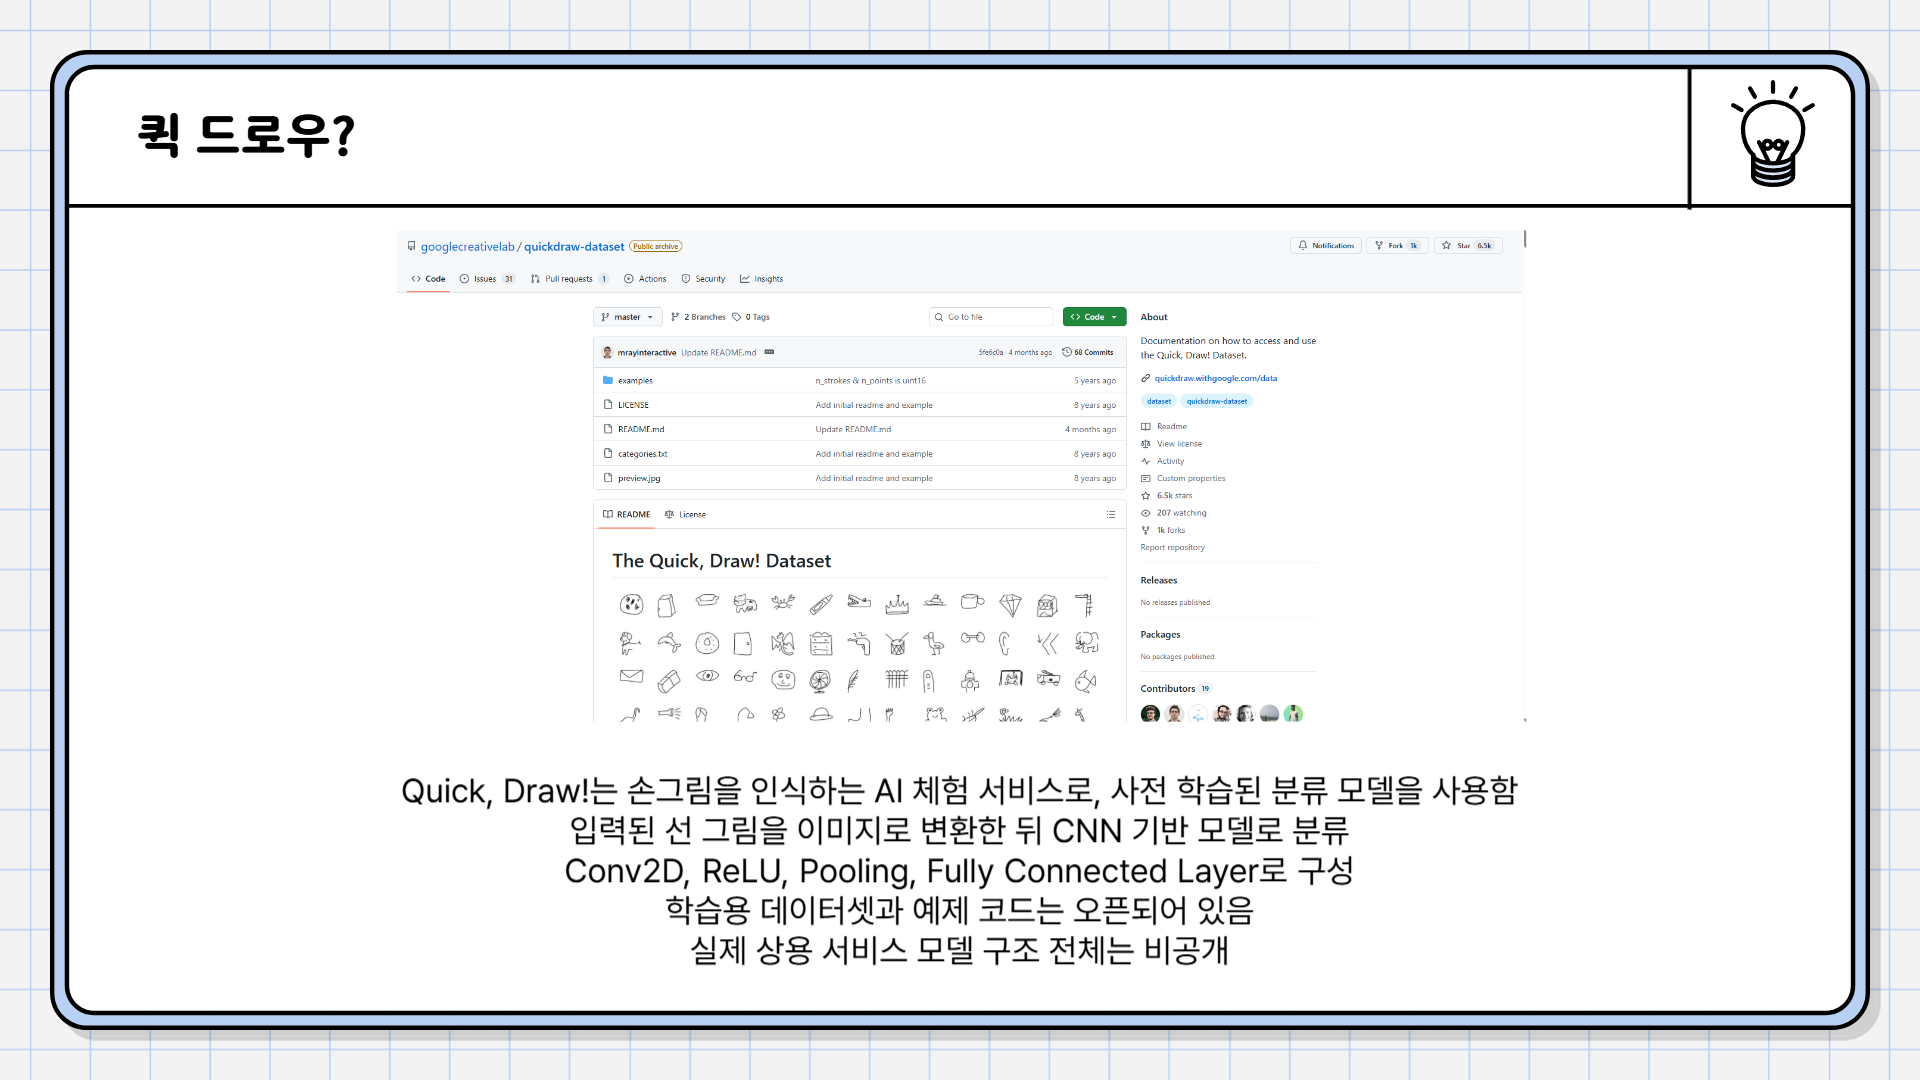 퀵 드로우?
googlecreativelab / quickdraw-dataset Public archive
Notifications Fork 1k Star 6.5k
Code Issues 31 Pull requests 1 Actions Security Insights
master 2 Branches 0 Tags Go to file Code
mrayinteractive Update README.md 5fe6c0a · 4 months ago 68 Commits
examples n_strokes & n_points is uint16 5 years ago
LICENSE Add initial readme and example 8 years ago
README.md Update README.md 4 months ago
categories.txt Add initial readme and example 8 years ago
preview.jpg Add initial readme and example 8 years ago
README License
The Quick, Draw! Dataset
About
Documentation on how to access and use
the Quick, Draw! Dataset.
quickdraw.withgoogle.com/data
dataset quickdraw-dataset
Readme
View license
Activity
Custom properties
6.5k stars
207 watching
1k forks
Report repository
Releases
No releases published
Packages
No packages published
Contributors 19
Quick, Draw!는 손그림을 인식하는 AI 체험 서비스로, 사전 학습된 분류 모델을 사용함
입력된 선 그림을 이미지로 변환한 뒤 CNN 기반 모델로 분류
Conv2D, ReLU, Pooling, Fully Connected Layer로 구성
학습용 데이터셋과 예제 코드는 오픈되어 있음
실제 상용 서비스 모델 구조 전체는 비공개